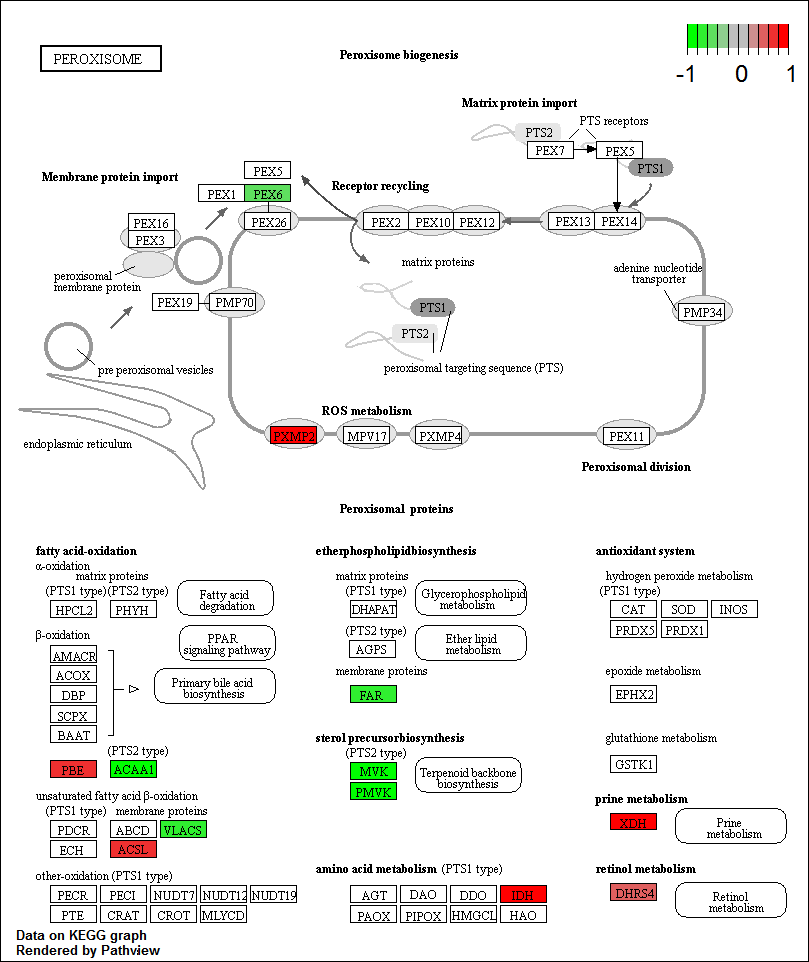 PEROXISOME
Peroxisome biogenesis
-1 0 1
Matrix protein import
PTS2
PTS receptors
PEX7
PEX5
PTS1
Membrane protein import
PEX5
PEX1
PEX6
Receptor recycling
PEX16
PEX3
PEX26
PEX2
PEX10
PEX12
PEX13
PEX14
peroxisomal
membrane protein
matrix proteins
adenine nucleotide
transporter
PEX19
PMP70
PTS1
PMP34
PTS2
pre peroxisomal vesicles
peroxisomal targeting sequence (PTS)
ROS metabolism
endoplasmic reticulum
PXMP2
MPV17
PXMP4
PEX11
Peroxisomal division
Peroxisomal proteins
fatty acid-oxidation
α-oxidation
matrix proteins
(PTS1 type) (PTS2 type)
HPCL2
PHYH
Fatty acid
degradation
β-oxidation
PPAR
signaling pathway
AMACR
ACOX
DBP
SCPX
BAAT
Primary bile acid
biosynthesis
(PTS2 type)
PBE
ACAA1
unsaturated fatty acid β-oxidation
(PTS1 type) membrane proteins
PDCR
ABCD
VLACS
ECH
ACSL
other-oxidation (PTS1 type)
PECR
PECI
NUDT7
NUDT12
NUDT19
PTE
CRAT
CROT
MLYCD
etherphospholipidbiosynthesis
matrix proteins
(PTS1 type)
DHAPAT
Glycerophospholipid
metabolism
(PTS2 type)
AGPS
Ether lipid
metabolism
membrane proteins
FAR
sterol precursorbiosynthesis
(PTS2 type)
MVK
PMVK
Terpenoid backbone
biosynthesis
amino acid metabolism (PTS1 type)
AGT
DAO
DDO
IDH
PAOX
PIPOX
HMGCL
HAO
antioxidant system
hydrogen peroxide metabolism
(PTS1 type)
CAT
SOD
INOS
PRDX5
PRDX1
epoxide metabolism
EPHX2
glutathione metabolism
GSTK1
prine metabolism
XDH
Prine
metabolism
retinol metabolism
DHRS4
Retinol
metabolism
Data on KEGG graph
Rendered by Pathview